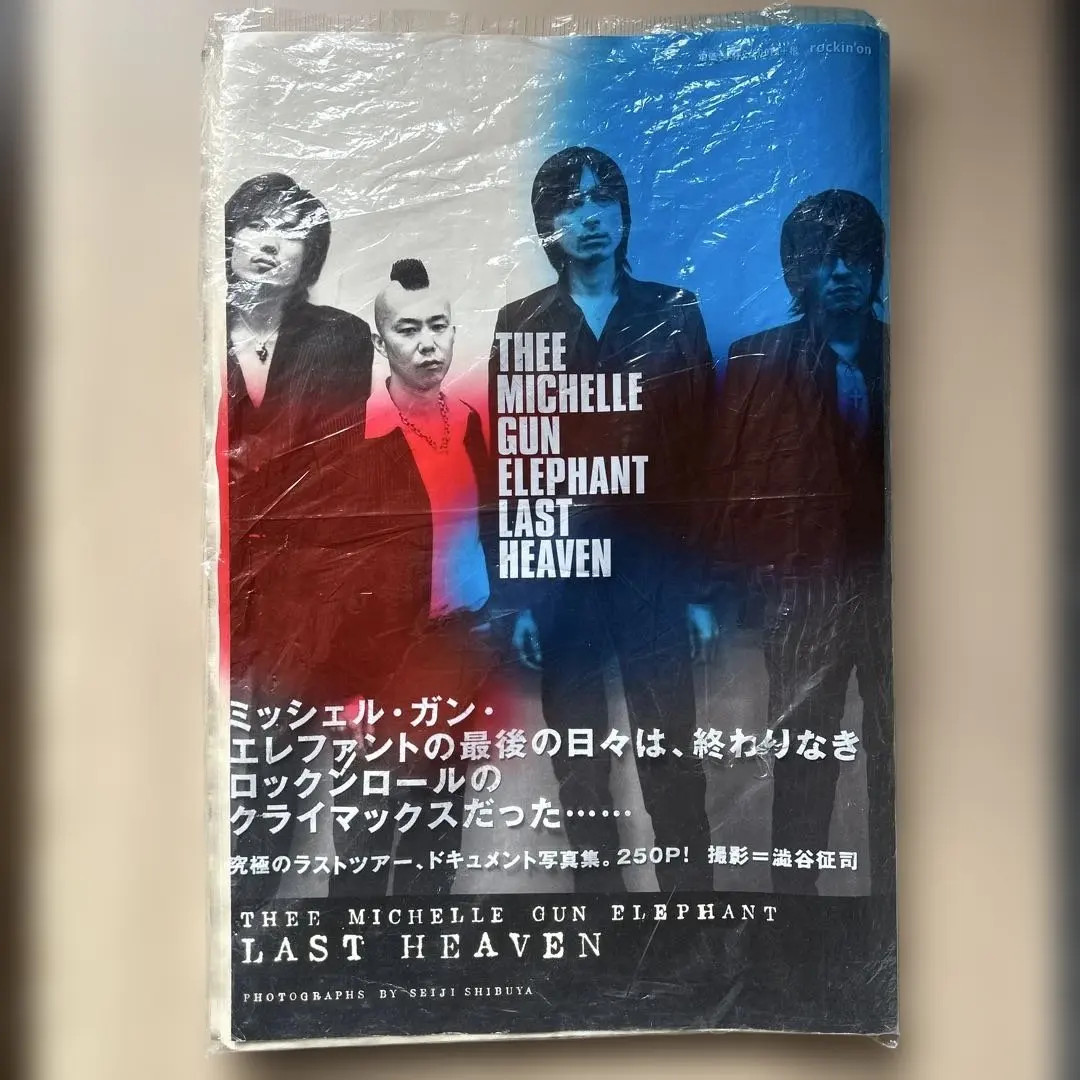 rockin'on
THEE
MICHELLE
GUN
ELEPHANT
LAST
HEAVEN
ミッシェル・ガン・
エレファントの最後の日々は、終わりなき
ロックンロールの
クライマックスだった……
究極のラストツアー、ドキュメント写真集。250P! 撮影=澁谷征司
THEE MICHELLE GUN ELEPHANT
LAST HEAVEN
PHOTOGRAPHS BY SEIJI SHIBUYA